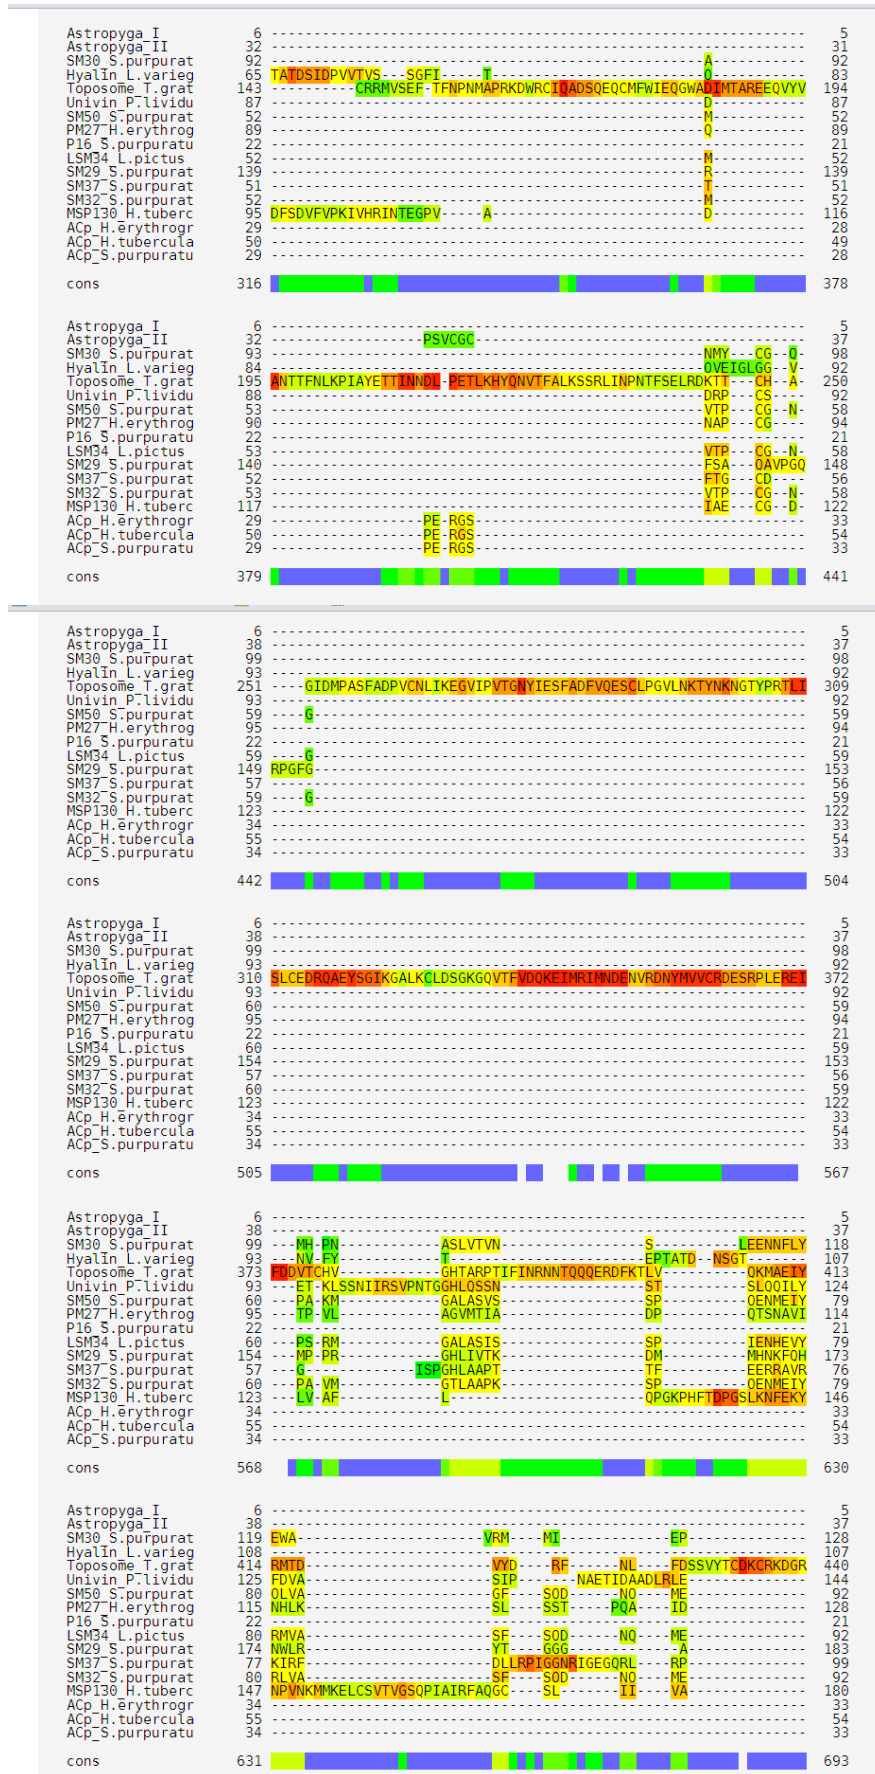 Astropyga_I 6 --------------------------------------------------------------- 5
Astropyga_II 32 --------------------------------------------------------------- 31
SM30_S.purpurat 92 ---------------------------------------------------A----------- 92
Hyalin_L.varieg 65 TATDSIDPVVTVS---SGFI-----T-------------------------Q----------- 83
Toposome_T.grat 143 ----------CRRMVSEF-TFNPNMAPRKDWRCIQADSQEQCMFWIEQGWADIMTAREEQVYV 194
Univin_P.lividu 87 ---------------------------------------------------D----------- 87
SM50_S.purpurat 52 ---------------------------------------------------M----------- 52
PM27_H.erythrog 89 ---------------------------------------------------Q----------- 89
P16_S.purpuratu 22 --------------------------------------------------------------- 21
LSM34_L.pictus 52 ---------------------------------------------------M----------- 52
SM29_S.purpurat 139 ---------------------------------------------------R----------- 139
SM37_S.purpurat 51 ---------------------------------------------------T----------- 51
SM32_S.purpurat 52 ---------------------------------------------------M----------- 52
MSP130_H.tuberc 95 DFSDVFVPKIVHRINTEGPV-----A-------------------------D----------- 116
ACp_H.erythrogr 29 --------------------------------------------------------------- 28
ACp_H.tubercula 50 --------------------------------------------------------------- 49
ACp_S.purpuratu 29 --------------------------------------------------------------- 28
cons 316 378
Astropyga_I 6 --------------------------------------------------------------- 5
Astropyga_II 32 ------------------PSVCGC--------------------------------------- 37
SM30_S.purpurat 93 ---------------------------------------------------NMY---CG--Q- 98
Hyalin_L.varieg 84 ---------------------------------------------------QVEIGLGG--V- 92
Toposome_T.grat 195 ANTTFNLKPIAYETTINNDL-PETLKHYQNVTFALKSSRLINPNTFSELRDKTT---CH--A- 250
Univin_P.lividu 88 ---------------------------------------------------DRP---CS---- 92
SM50_S.purpurat 53 ---------------------------------------------------VTP---CG--N- 58
PM27_H.erythrog 90 ---------------------------------------------------NAP---CG---- 94
P16_S.purpuratu 22 --------------------------------------------------------------- 21
LSM34_L.pictus 53 ---------------------------------------------------VTP---CG--N- 58
SM29_S.purpurat 140 ---------------------------------------------------FSA---QAVPGQ 148
SM37_S.purpurat 52 ---------------------------------------------------FTG---CD---- 56
SM32_S.purpurat 53 ---------------------------------------------------VTP---CG--N- 58
MSP130_H.tuberc 117 ---------------------------------------------------IAE---CG--D- 122
ACp_H.erythrogr 29 ------------------PE-RGS--------------------------------------- 33
ACp_H.tubercula 50 ------------------PE-RGS--------------------------------------- 54
ACp_S.purpuratu 29 ------------------PE-RGS--------------------------------------- 33
cons 379 441
Astropyga_I 6 --------------------------------------------------------------- 5
Astropyga_II 38 --------------------------------------------------------------- 37
SM30_S.purpurat 99 --------------------------------------------------------------- 98
Hyalin_L.varieg 93 --------------------------------------------------------------- 92
Toposome_T.grat 251 ----GIDMPASFADPVCNLIKEGVIPVTGNYIESFADFVQESCLPGVLNKTYNKNGTYPRTLI 309
Univin_P.lividu 93 --------------------------------------------------------------- 92
SM50_S.purpurat 59 ----G---------------------------------------------------------- 59
PM27_H.erythrog 95 --------------------------------------------------------------- 94
P16_S.purpuratu 22 --------------------------------------------------------------- 21
LSM34_L.pictus 59 ----G---------------------------------------------------------- 59
SM29_S.purpurat 149 RPGFG---------------------------------------------------------- 153
SM37_S.purpurat 57 --------------------------------------------------------------- 56
SM32_S.purpurat 59 ----G---------------------------------------------------------- 59
MSP130_H.tuberc 123 --------------------------------------------------------------- 122
ACp_H.erythrogr 34 --------------------------------------------------------------- 33
ACp_H.tubercula 55 --------------------------------------------------------------- 54
ACp_S.purpuratu 34 --------------------------------------------------------------- 33
cons 442 504
Astropyga_I 6 --------------------------------------------------------------- 5
Astropyga_II 38 --------------------------------------------------------------- 37
SM30_S.purpurat 99 --------------------------------------------------------------- 98
Hyalin_L.varieg 93 --------------------------------------------------------------- 92
Toposome_T.grat 310 SLCEDRQAEYSGIKGALKCLDSGKGQVTFVDQKEIMRIMNDENVRDNYMVVCRDESRPLEREI 372
Univin_P.lividu 93 --------------------------------------------------------------- 92
SM50_S.purpurat 60 --------------------------------------------------------------- 59
PM27_H.erythrog 95 --------------------------------------------------------------- 94
P16_S.purpuratu 22 --------------------------------------------------------------- 21
LSM34_L.pictus 60 --------------------------------------------------------------- 59
SM29_S.purpurat 154 --------------------------------------------------------------- 153
SM37_S.purpurat 57 --------------------------------------------------------------- 56
SM32_S.purpurat 60 --------------------------------------------------------------- 59
MSP130_H.tuberc 123 --------------------------------------------------------------- 122
ACp_H.erythrogr 34 --------------------------------------------------------------- 33
ACp_H.tubercula 55 --------------------------------------------------------------- 54
ACp_S.purpuratu 34 --------------------------------------------------------------- 33
cons 505 567
Astropyga_I 6 --------------------------------------------------------------- 5
Astropyga_II 38 --------------------------------------------------------------- 37
SM30_S.purpurat 99 ---MH-PN------------ASLVTVN-----------------S----------LEENNFLY 118
Hyalin_L.varieg 93 ---NV-FY------------T-----------------------EPTATD--NSGT------- 107
Toposome_T.grat 373 FDDVTCHV------------GHTARPTIFINRNNTQQQERDFKTLV----------QKMAEIY 413
Univin_P.lividu 93 ---ET-KLSSNIIRSVPNTGGHLQSSN-----------------ST----------SLQQILY 124
SM50_S.purpurat 60 ---PA-KM------------GALASVS-----------------SP----------QENMEIY 79
PM27_H.erythrog 95 ---TP-VL------------AGVMTIA-----------------DP----------QTSNAVI 114
P16_S.purpuratu 22 --------------------------------------------------------------- 21
LSM34_L.pictus 60 ---PS-RM------------GALASIS-----------------SP----------IENHEVY 79
SM29_S.purpurat 154 ---MP-PR------------GHLIVTK-----------------DM----------MHNKFQH 173
SM37_S.purpurat 57 ---G-------------ISPGHLAAPT-----------------TF----------EERRAVR 76
SM32_S.purpurat 60 ---PA-VM------------GTLAAPK-----------------SP----------QENMEIY 79
MSP130_H.tuberc 123 ---LV-AF------------L-----------------------QPGKPHFTDPGSLKNFEKY 146
ACp_H.erythrogr 34 --------------------------------------------------------------- 33
ACp_H.tubercula 55 --------------------------------------------------------------- 54
ACp_S.purpuratu 34 --------------------------------------------------------------- 33
cons 568 630
Astropyga_I 6 --------------------------------------------------------------- 5
Astropyga_II 38 --------------------------------------------------------------- 37
SM30_S.purpurat 119 EWA----------------------VRM----MI-------------EP-------------- 128
Hyalin_L.varieg 108 --------------------------------------------------------------- 107
Toposome_T.grat 414 RMTD----------------------VYD----RF------NL----FDSSVYTCDKCRKDGR 440
Univin_P.lividu 125 FDVA----------------------SIP-------NAETIDAADLRLE-------------- 144
SM50_S.purpurat 80 QLVA----------------------GF----SQD------NQ----ME-------------- 92
PM27_H.erythrog 115 NHLK----------------------SL----SST-----PQA----ID-------------- 128
P16_S.purpuratu 22 --------------------------------------------------------------- 21
LSM34_L.pictus 80 RMVA----------------------SF----SQD------NQ----ME-------------- 92
SM29_S.purpurat 174 NWLR----------------------YT----GGG-------------A-------------- 183
SM37_S.purpurat 77 KIRF----------------------DLLRPIGGNRIGEGQRL----RP-------------- 99
SM32_S.purpurat 80 RLVA----------------------SF----SQD------NQ----ME-------------- 92
MSP130_H.tuberc 147 NPVNKMMKELCSVTVGSQPIAIRFAQGC----SL-------II----VA-------------- 180
ACp_H.erythrogr 34 --------------------------------------------------------------- 33
ACp_H.tubercula 55 --------------------------------------------------------------- 54
ACp_S.purpuratu 34 --------------------------------------------------------------- 33
cons 631 693